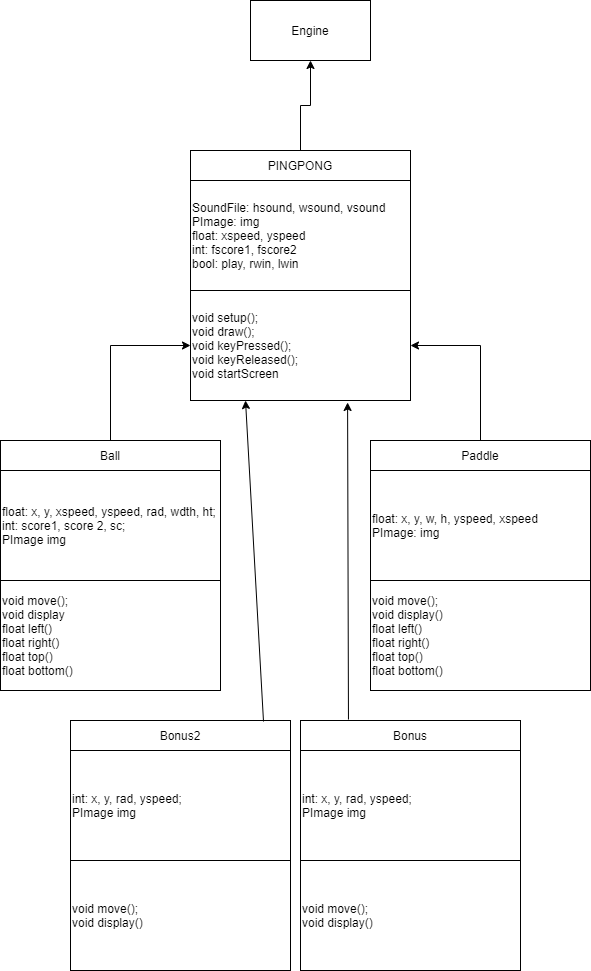 Engine
PINGPONG
SoundFile: hsound, wsound, vsound
PImage: img
float: xspeed, yspeed
int: fscore1, fscore2
bool: play, rwin, lwin
void setup();
void draw();
void keyPressed();
void keyReleased();
void startScreen
Ball
float: x, y, xspeed, yspeed, rad, wdth, ht;
int: score1, score 2, sc;
PImage img
void move();
void display
float left()
float right()
float top()
float bottom()
Paddle
float: x, y, w, h, yspeed, xspeed
PImage: img
void move();
void display()
float left()
float right()
float top()
float bottom()
Bonus2
int: x, y, rad, yspeed;
PImage img
void move();
void display()
Bonus
int: x, y, rad, yspeed;
PImage img
void move();
void display()